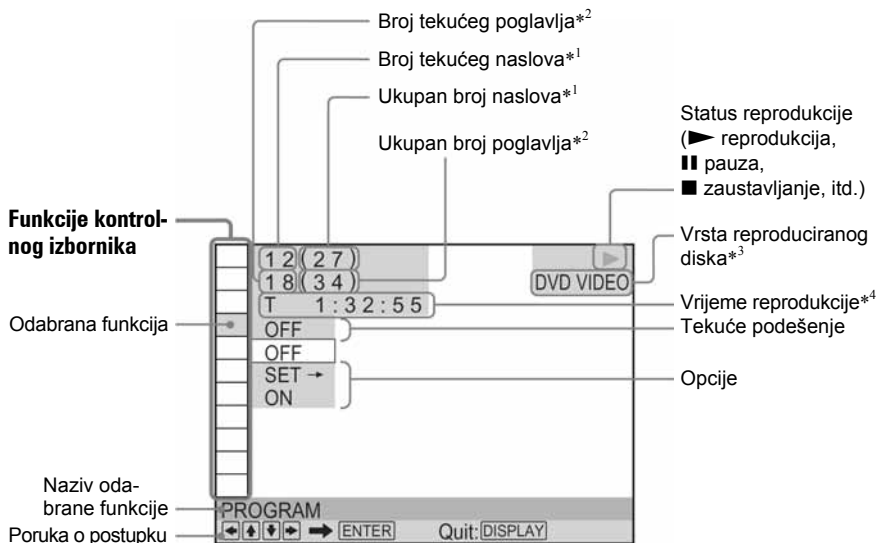 Broj tekućeg poglavlja*2
Broj tekućeg naslova*1
Ukupan broj naslova*1
Ukupan broj poglavlja*2
Status reprodukcije
(► reprodukcija,
❚❚ pauza,
■ zaustavljanje, itd.)
Vrsta reproduciranog
diska*3
Vrijeme reprodukcije*4
Tekuće podešenje
Opcije
Funkcije kontrol-
nog izbornika
Odabrana funkcija
Naziv oda-
brane funkcije
Poruka o postupku
12(27)
18(34)
T 1:32:55
OFF
OFF
SET →
ON
►
DVD VIDEO
PROGRAM
← ↑ ↓ → ➡ ENTER Quit: DISPLAY